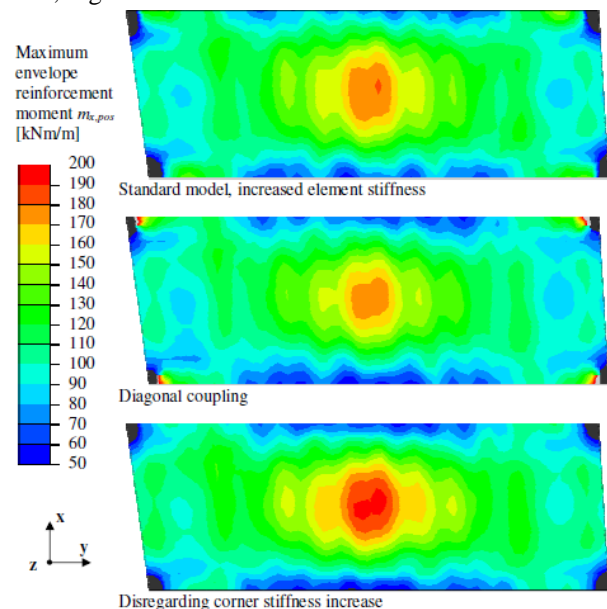 Maximum
envelope
reinforcement
moment mx,pos
[kNm/m]
200
190
180
170
160
150
140
130
120
110
100
90
80
70
60
50
Standard model, increased element stiffness
Diagonal coupling
x
z
y
Disregarding corner stiffness increase